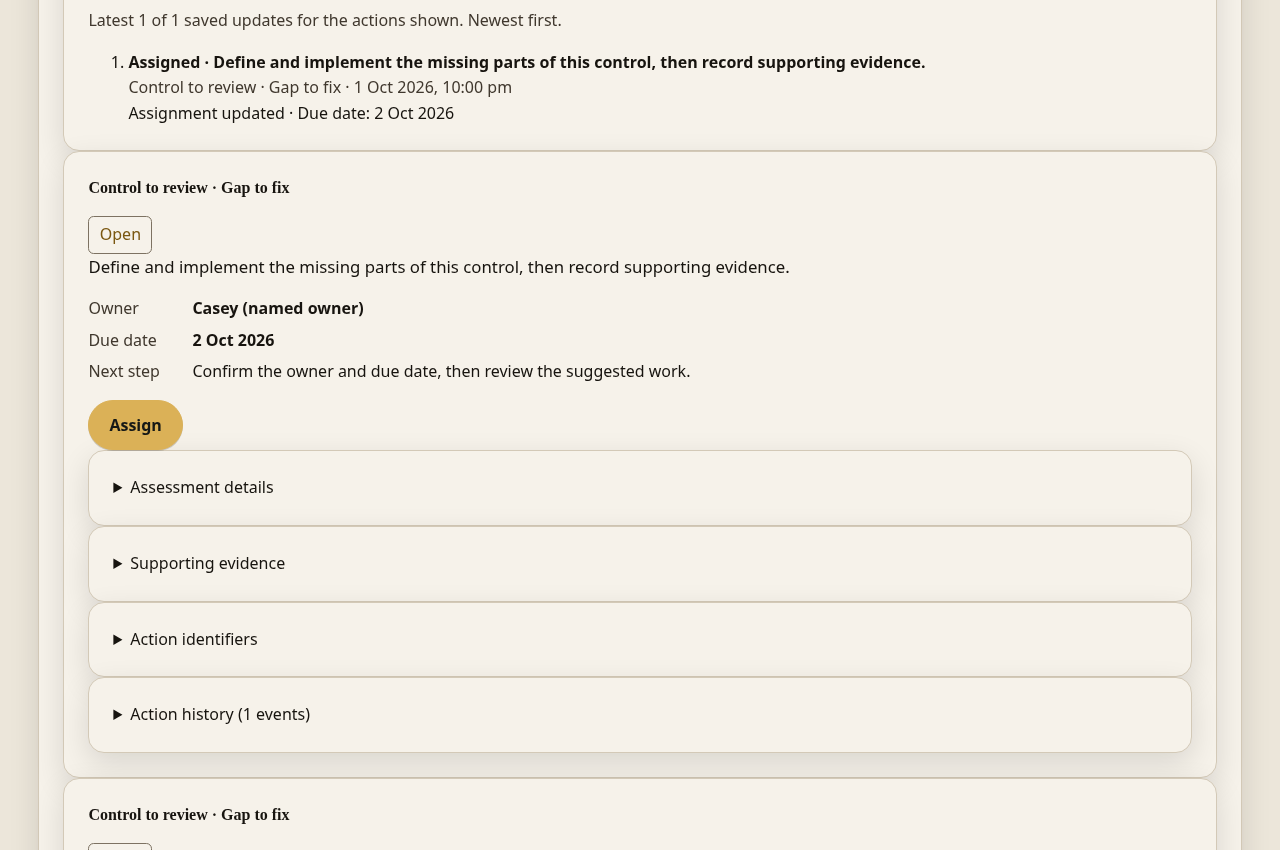 Latest 1 of 1 saved updates for the actions shown. Newest first.
1. Assigned · Define and implement the missing parts of this control, then record supporting evidence.
Control to review · Gap to fix · 1 Oct 2026, 10:00 pm
Assignment updated · Due date: 2 Oct 2026
Control to review · Gap to fix
Open
Define and implement the missing parts of this control, then record supporting evidence.
Owner Casey (named owner)
Due date 2 Oct 2026
Next step Confirm the owner and due date, then review the suggested work.
Assign
Assessment details
Supporting evidence
Action identifiers
Action history (1 events)
Control to review · Gap to fix